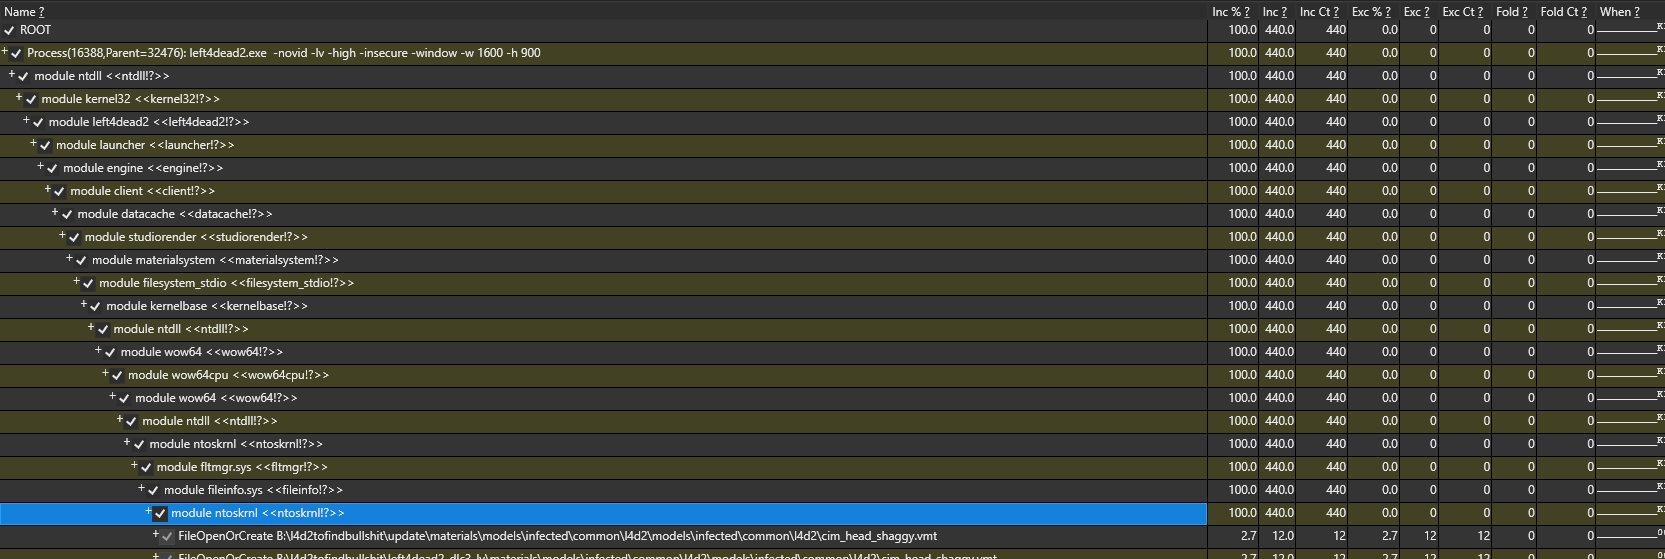 Name ? Inc % ? Inc ? Inc Ct ? Exc % ? Exc ? Exc Ct ? Fold ? Fold Ct ? When ?
ROOT 100.0 440.0 440 0.0 0 0 0 0
+ Process(16388,Parent=32476): left4dead2.exe -novid -lv -high -insecure -window -w 1600 -h 900 100.0 440.0 440 0.0 0 0 0 0
+ module ntdll <<ntdll!?>> 100.0 440.0 440 0.0 0 0 0 0
+ module kernel32 <<kernel32!?>> 100.0 440.0 440 0.0 0 0 0 0
+ module left4dead2 <<left4dead2!?>> 100.0 440.0 440 0.0 0 0 0 0
+ module launcher <<launcher!?>> 100.0 440.0 440 0.0 0 0 0 0
+ module engine <<engine!?>> 100.0 440.0 440 0.0 0 0 0 0
+ module client <<client!?>> 100.0 440.0 440 0.0 0 0 0 0
+ module datacache <<datacache!?>> 100.0 440.0 440 0.0 0 0 0 0
+ module studiorender <<studiorender!?>> 100.0 440.0 440 0.0 0 0 0 0
+ module materialsystem <<materialsystem!?>> 100.0 440.0 440 0.0 0 0 0 0
+ module filesystem_stdio <<filesystem_stdio!?>> 100.0 440.0 440 0.0 0 0 0 0
+ module kernelbase <<kernelbase!?>> 100.0 440.0 440 0.0 0 0 0 0
+ module ntdll <<ntdll!?>> 100.0 440.0 440 0.0 0 0 0 0
+ module wow64 <<wow64!?>> 100.0 440.0 440 0.0 0 0 0 0
+ module wow64cpu <<wow64cpu!?>> 100.0 440.0 440 0.0 0 0 0 0
+ module wow64 <<wow64!?>> 100.0 440.0 440 0.0 0 0 0 0
+ module ntdll <<ntdll!?>> 100.0 440.0 440 0.0 0 0 0 0
+ module ntoskrnl <<ntoskrnl!?>> 100.0 440.0 440 0.0 0 0 0 0
+ module fltmgr.sys <<fltmgr!?>> 100.0 440.0 440 0.0 0 0 0 0
+ module fileinfo.sys <<fileinfo!?>> 100.0 440.0 440 0.0 0 0 0 0
+ module ntoskrnl <<ntoskrnl!?>> 100.0 440.0 440 0.0 0 0 0 0
+ FileOpenOrCreate B:\l4d2tofindbullshit\update\materials\models\infected\common\l4d2\models\infected\common\l4d2\cim_head_shaggy.vmt 2.7 12.0 12 2.7 12 12 0 0
FileOpenOrCreate B:\l4d2tofindbullshit\left4dead2_dlc3_lv\materials\models\infected\common\l4d2\models\infected\common\l4d2\cim_head_shaggy.vmt 2.7 12.0 12 2.7 12 12 0 0